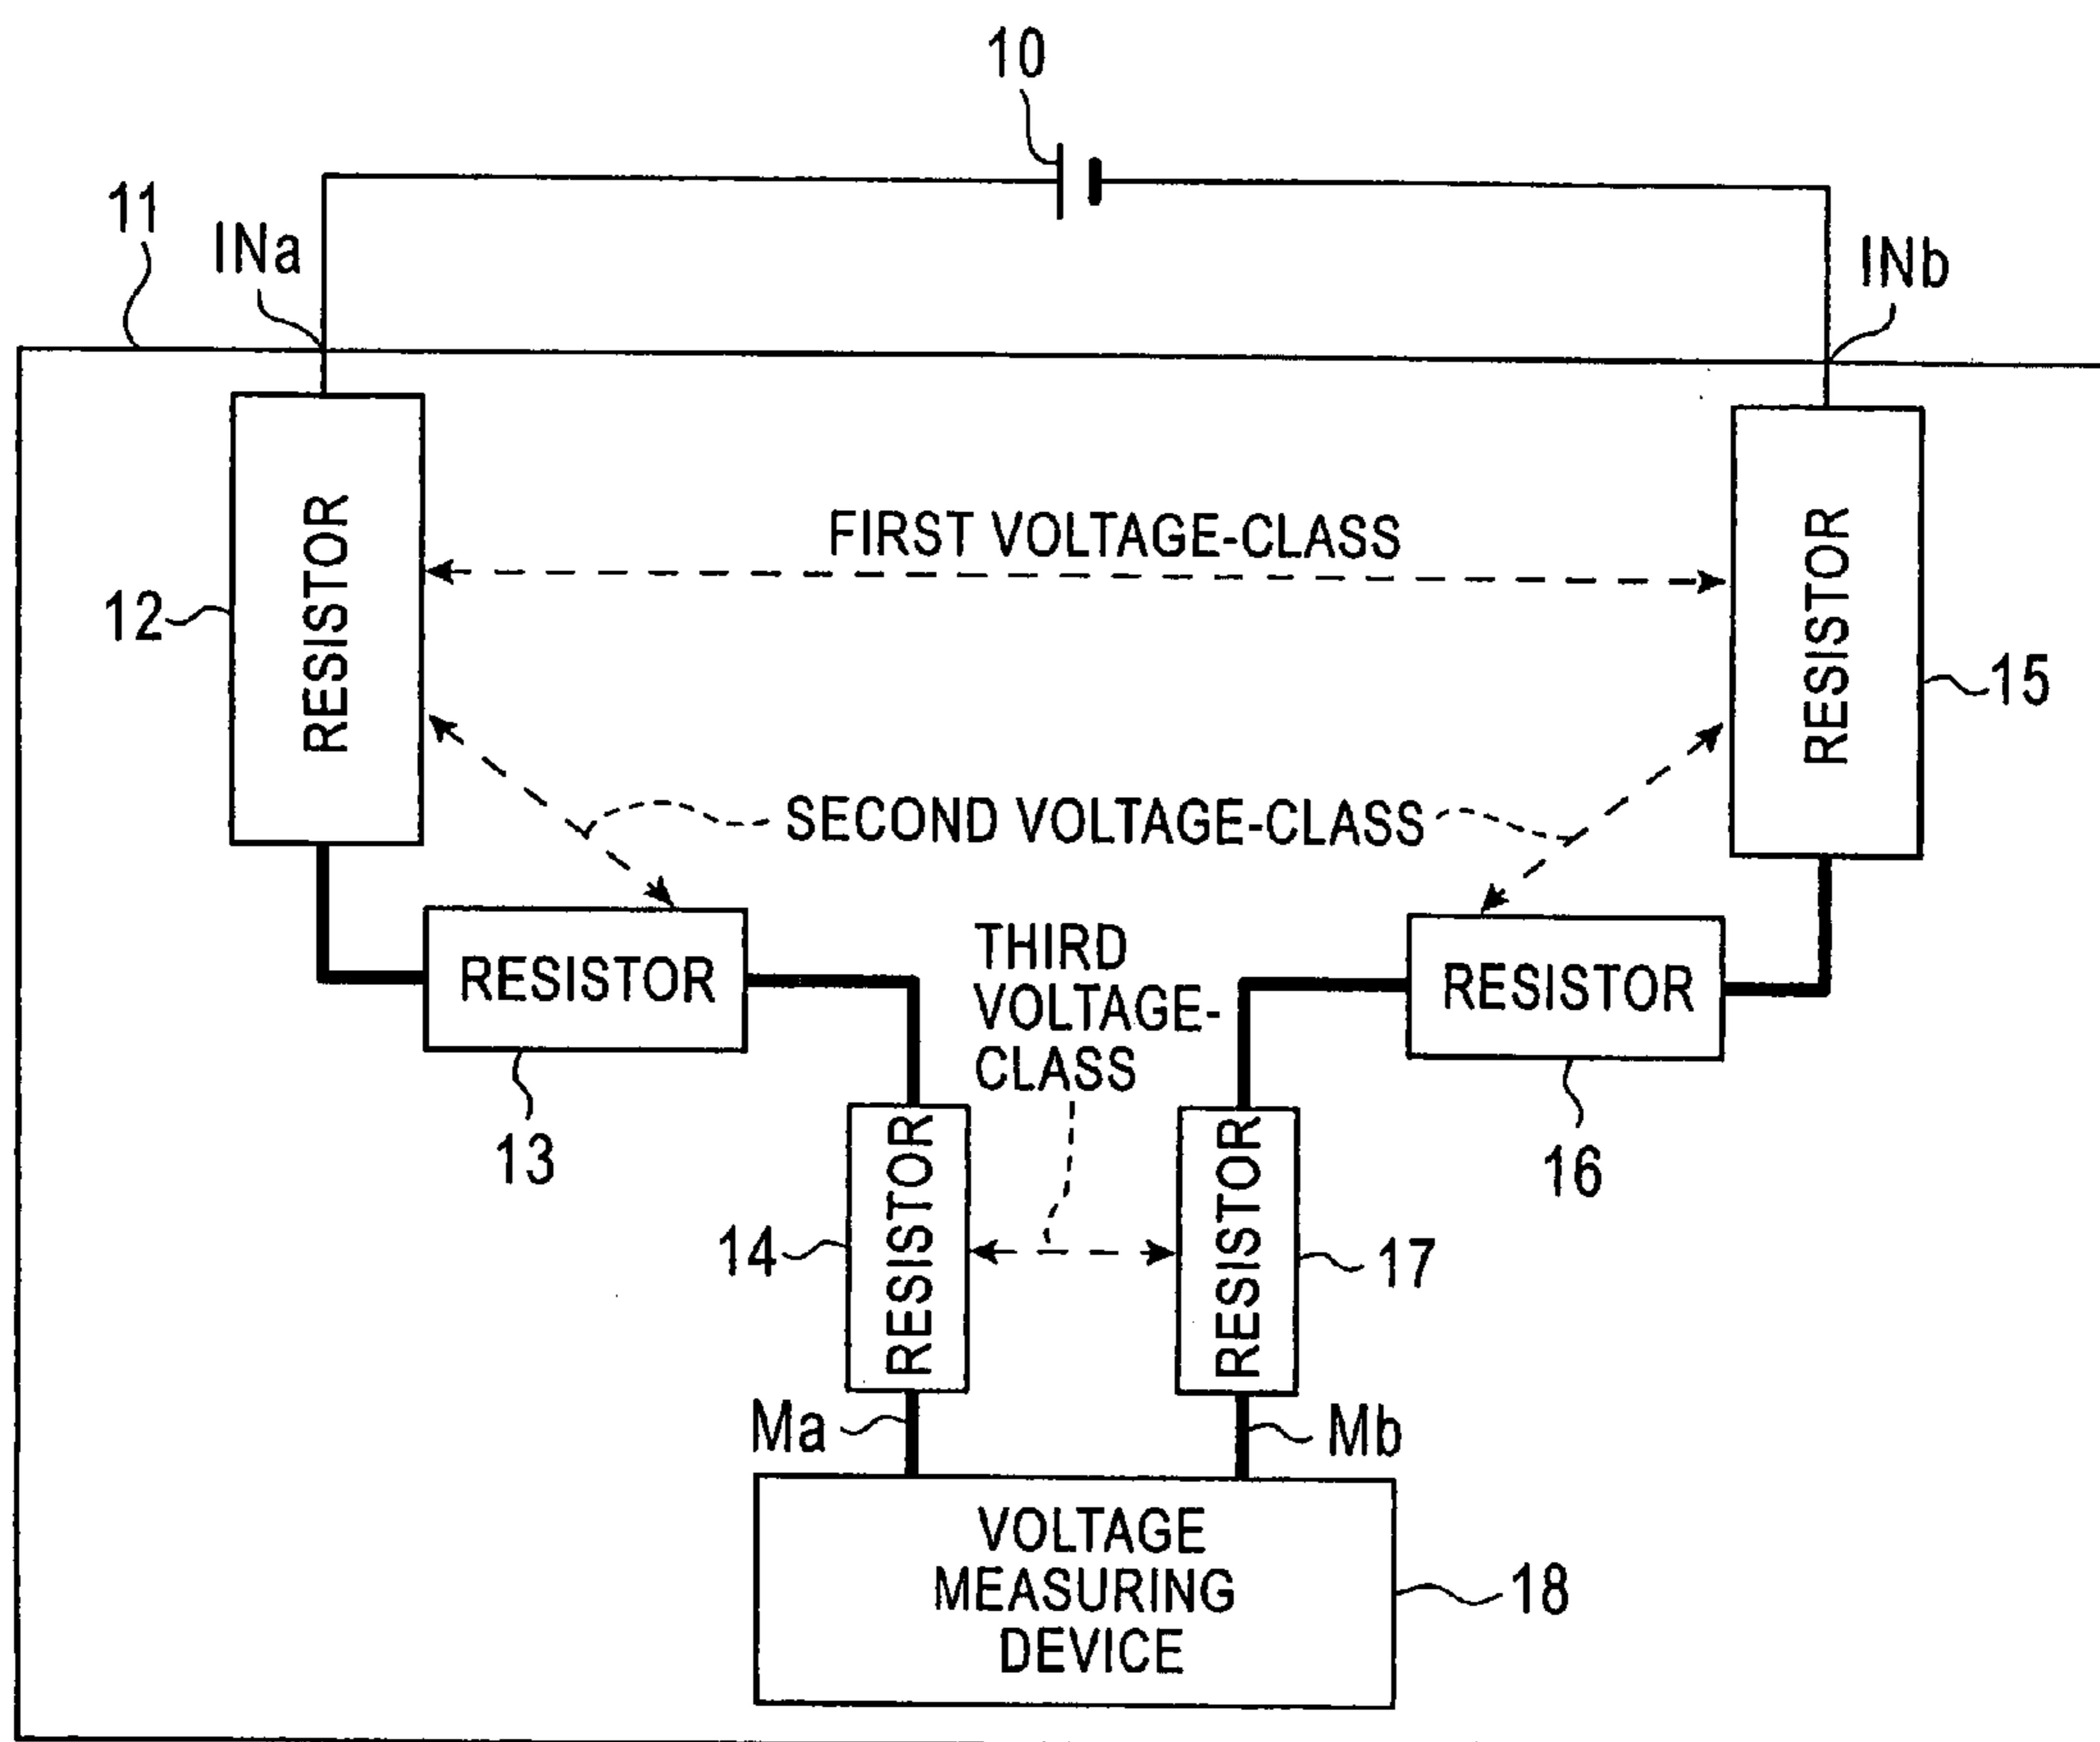 10
11
INa
INb
RESISTOR
FIRST VOLTAGE-CLASS
RESISTOR
12
15
SECOND VOLTAGE-CLASS
RESISTOR
THIRD
VOLTAGE-
CLASS
RESISTOR
13
16
RESISTOR
RESISTOR
14
17
Ma
Mb
VOLTAGE
MEASURING
DEVICE
18